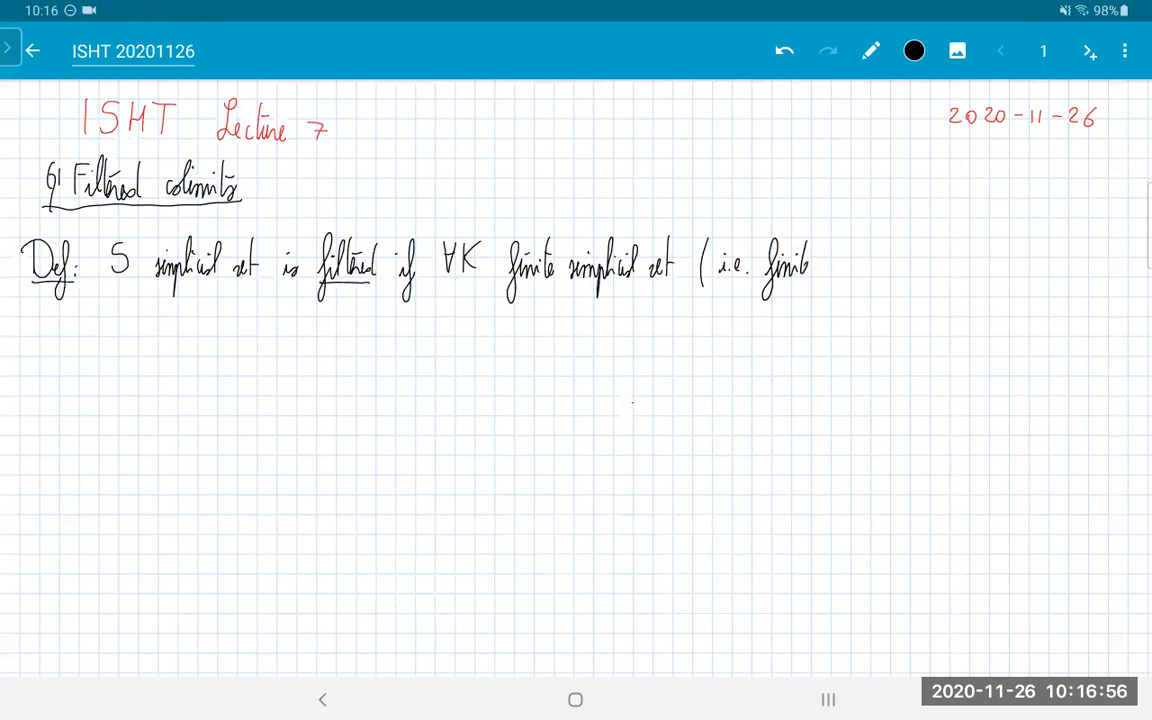 10:16 98%
ISHT 20201126
1
ISHT Lecture 7 2020-11-26
§1 Filtered colimits
Def: S simplicial set is filtered if ∀K finite simplicial set (i.e. finit
2020-11-26 10:16:56